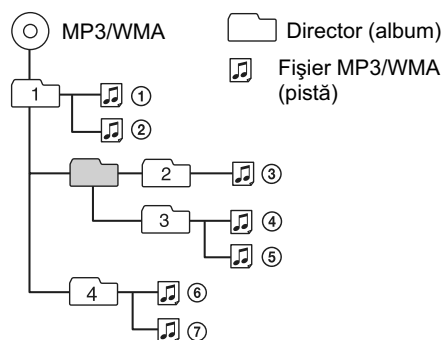 MP3/WMA
Director (album)
Fişier MP3/WMA
(pistă)
1
①
②
2
③
3
④
⑤
4
⑥
⑦